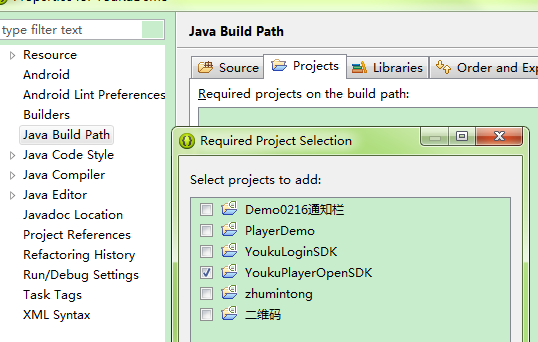 type filter text
Resource
Android
Android Lint Preferences
Builders
Java Build Path
Java Code Style
Java Compiler
Java Editor
Javadoc Location
Project References
Refactoring History
Run/Debug Settings
Task Tags
XML Syntax
Java Build Path
Source
Projects
Libraries
Order and Exp
Required projects on the build path:
Required Project Selection
Select projects to add:
Demo0216通知栏
PlayerDemo
YoukuLoginSDK
YoukuPlayerOpenSDK
zhumintong
二维码